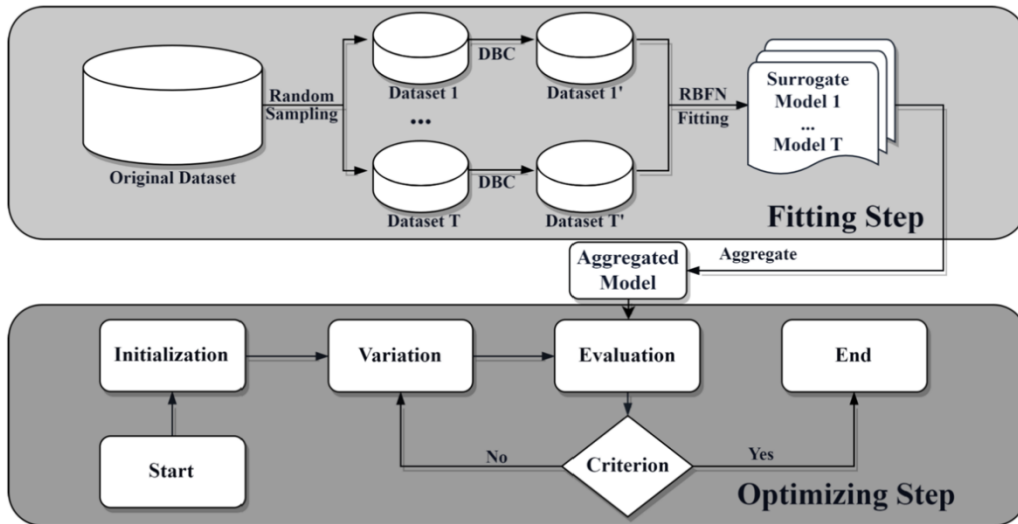 Random
Sampling
DBC
Dataset 1
Dataset 1'
...
DBC
Dataset T
Dataset T'
Original Dataset
RBFN
Fitting
Surrogate
Model 1
...
Model T
Fitting Step
Aggregate
Aggregated
Model
Initialization
Variation
Evaluation
End
Start
No
Criterion
Yes
Optimizing Step